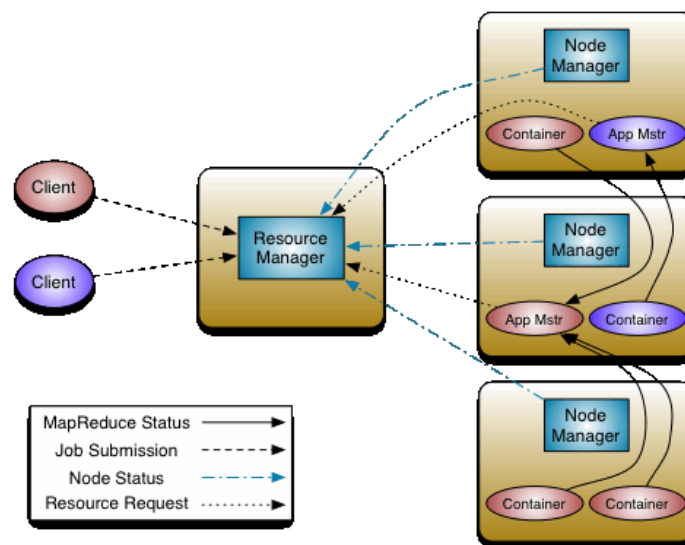 Node
Manager
Container
App Mstr
Client
Resource
Manager
Node
Manager
Client
App Mstr
Container
MapReduce Status
Job Submission
Node Status
Resource Request
Node
Manager
Container
Container